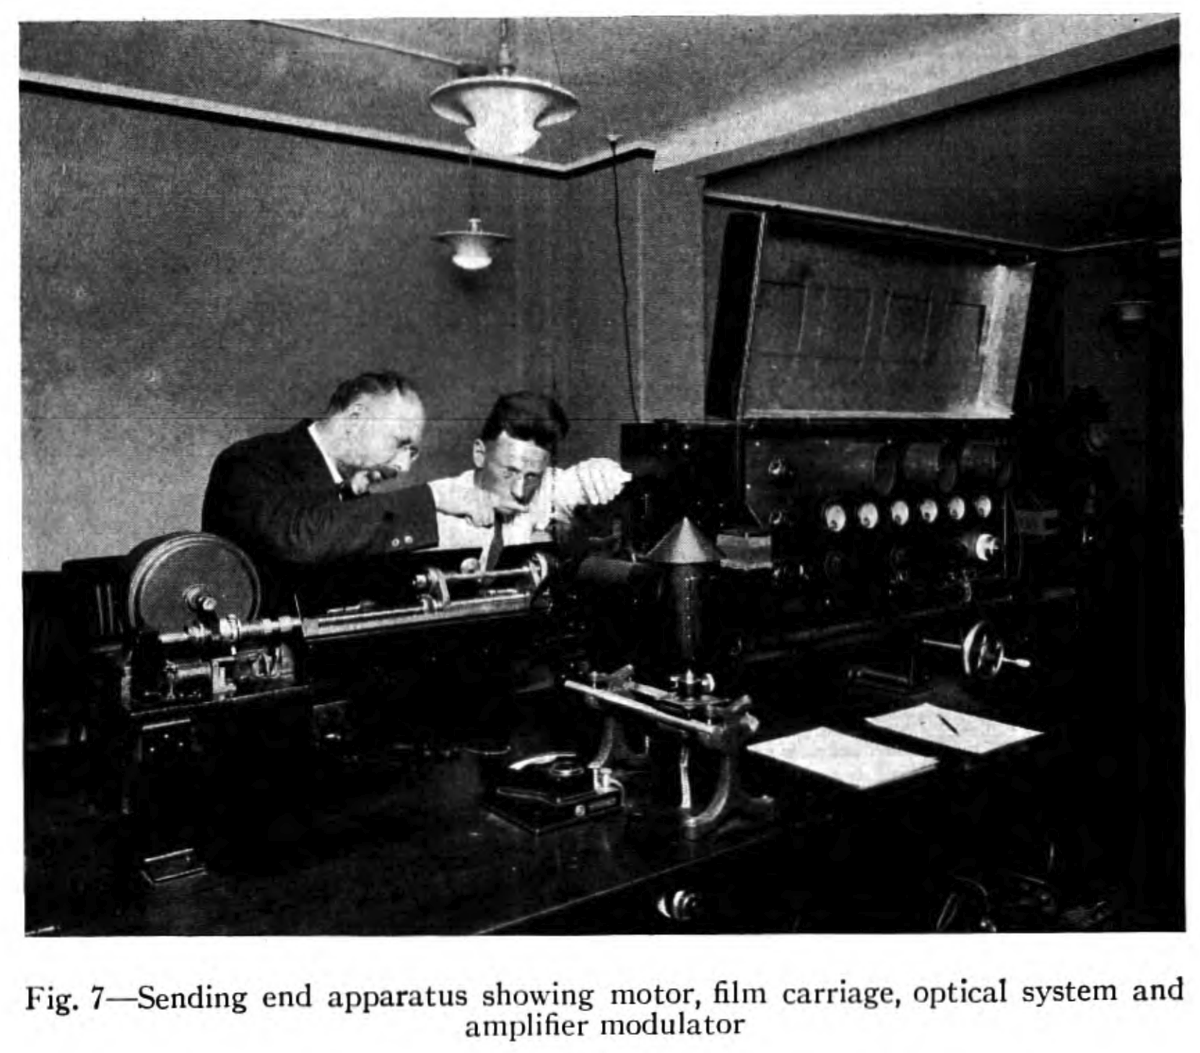 Fig. 7—Sending end apparatus showing motor, film carriage, optical system and
amplifier modulator